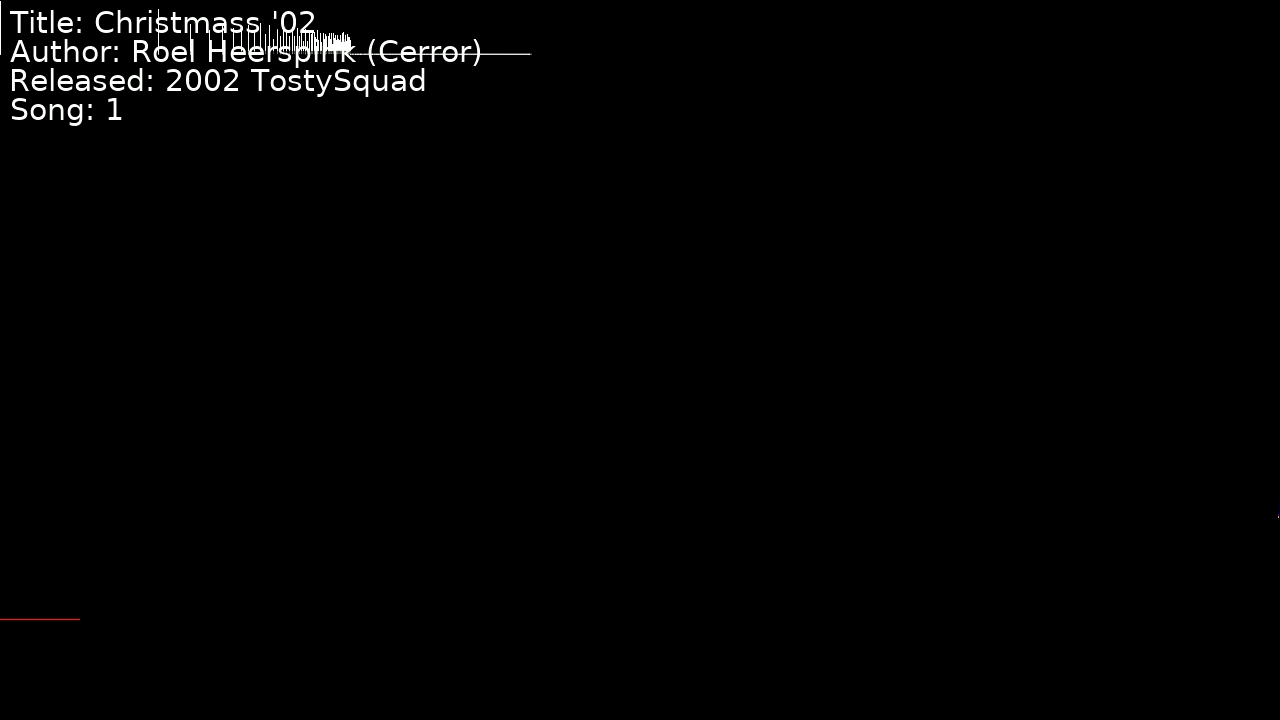 Title: Christmass '02
Author: Roel Heerspink (Cerror)
Released: 2002 TostySquad
Song: 1